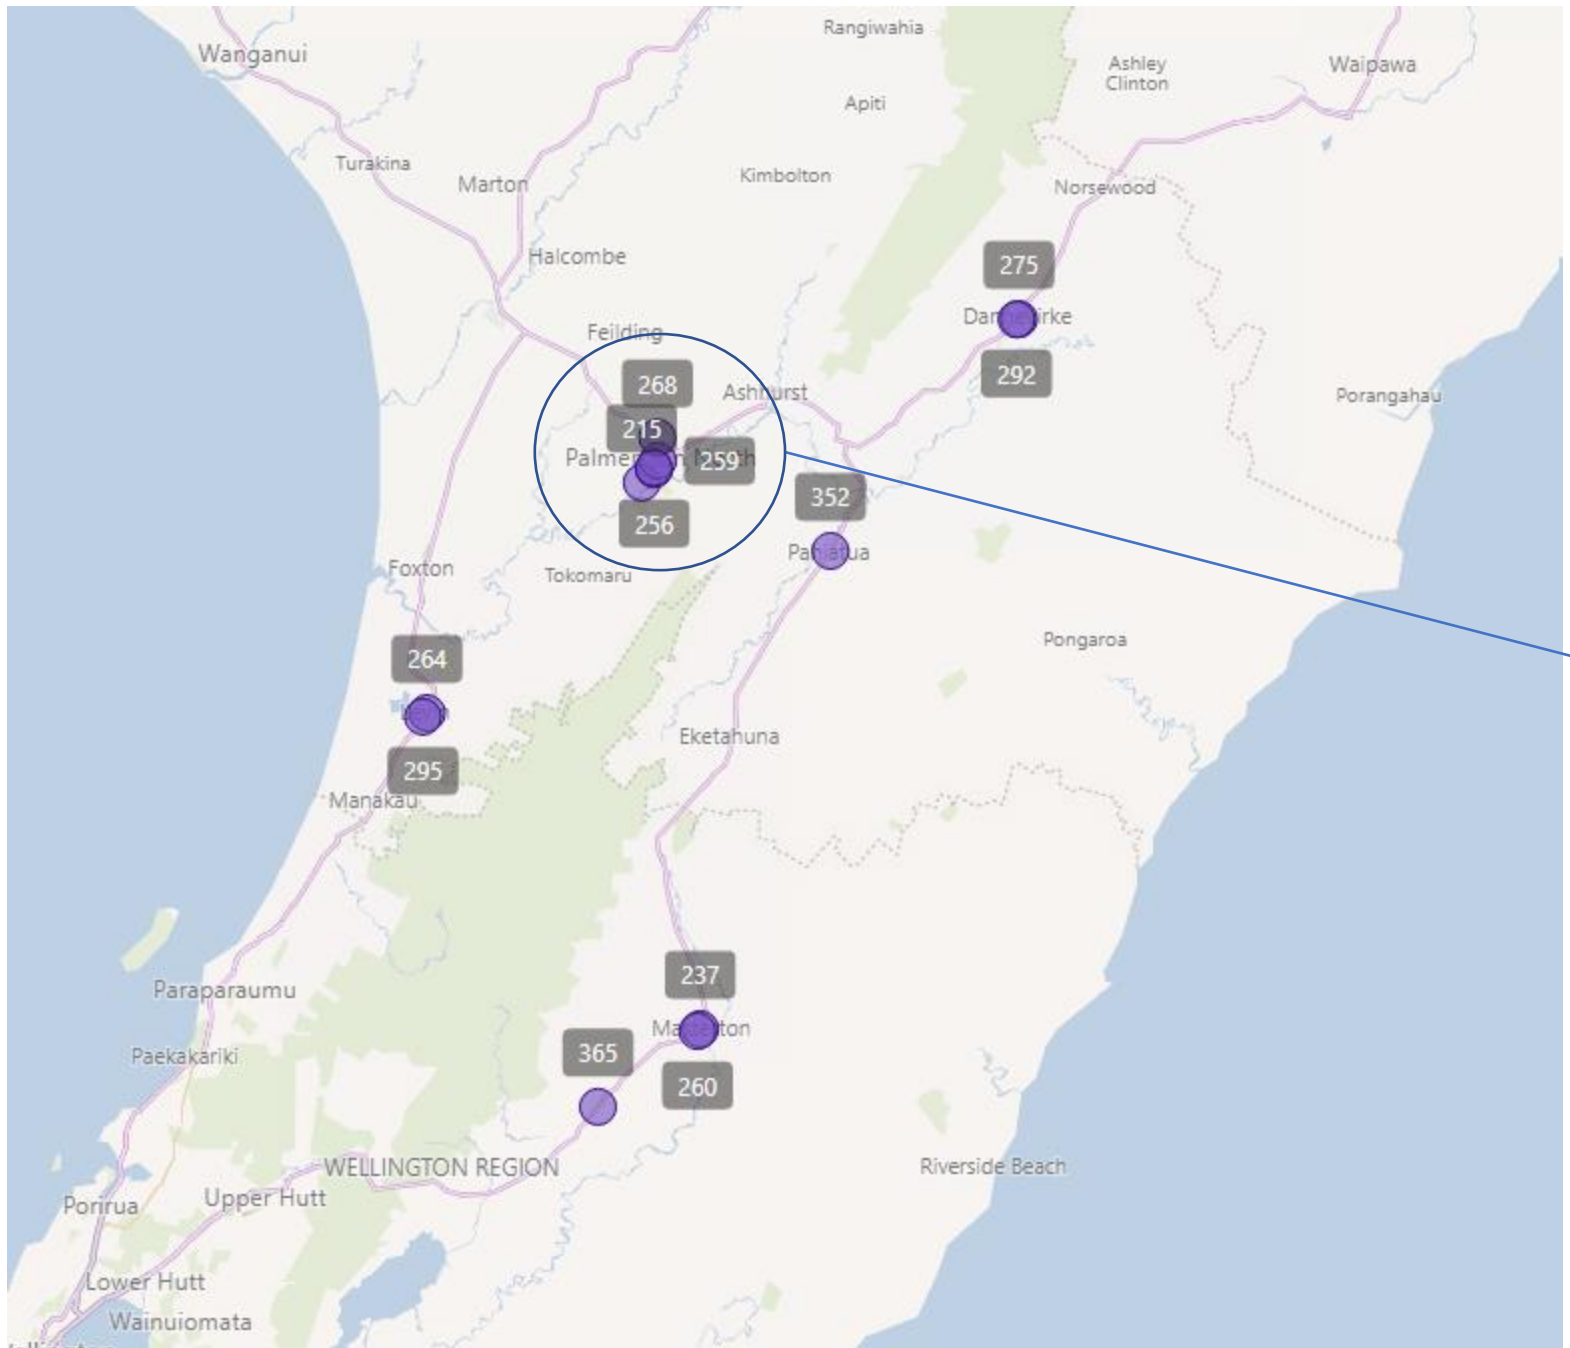 Rangiwahia
Wanganui
Ashley
Clinton
Waipawa
Apiti
Turakina
Marton
Kimbolton
Norsewood
Halcombe
275
Feilding
292
268
Ashhurst
Porangahau
215
259
352
256
Foxton
Tokomaru
Pongaroa
264
Eketahuna
295
Manakau
237
Paraparaumu
365
Paekakariki
260
WELLINGTON REGION
Riverside Beach
Upper Hutt
Porirua
Lower Hutt
Wainuiomata